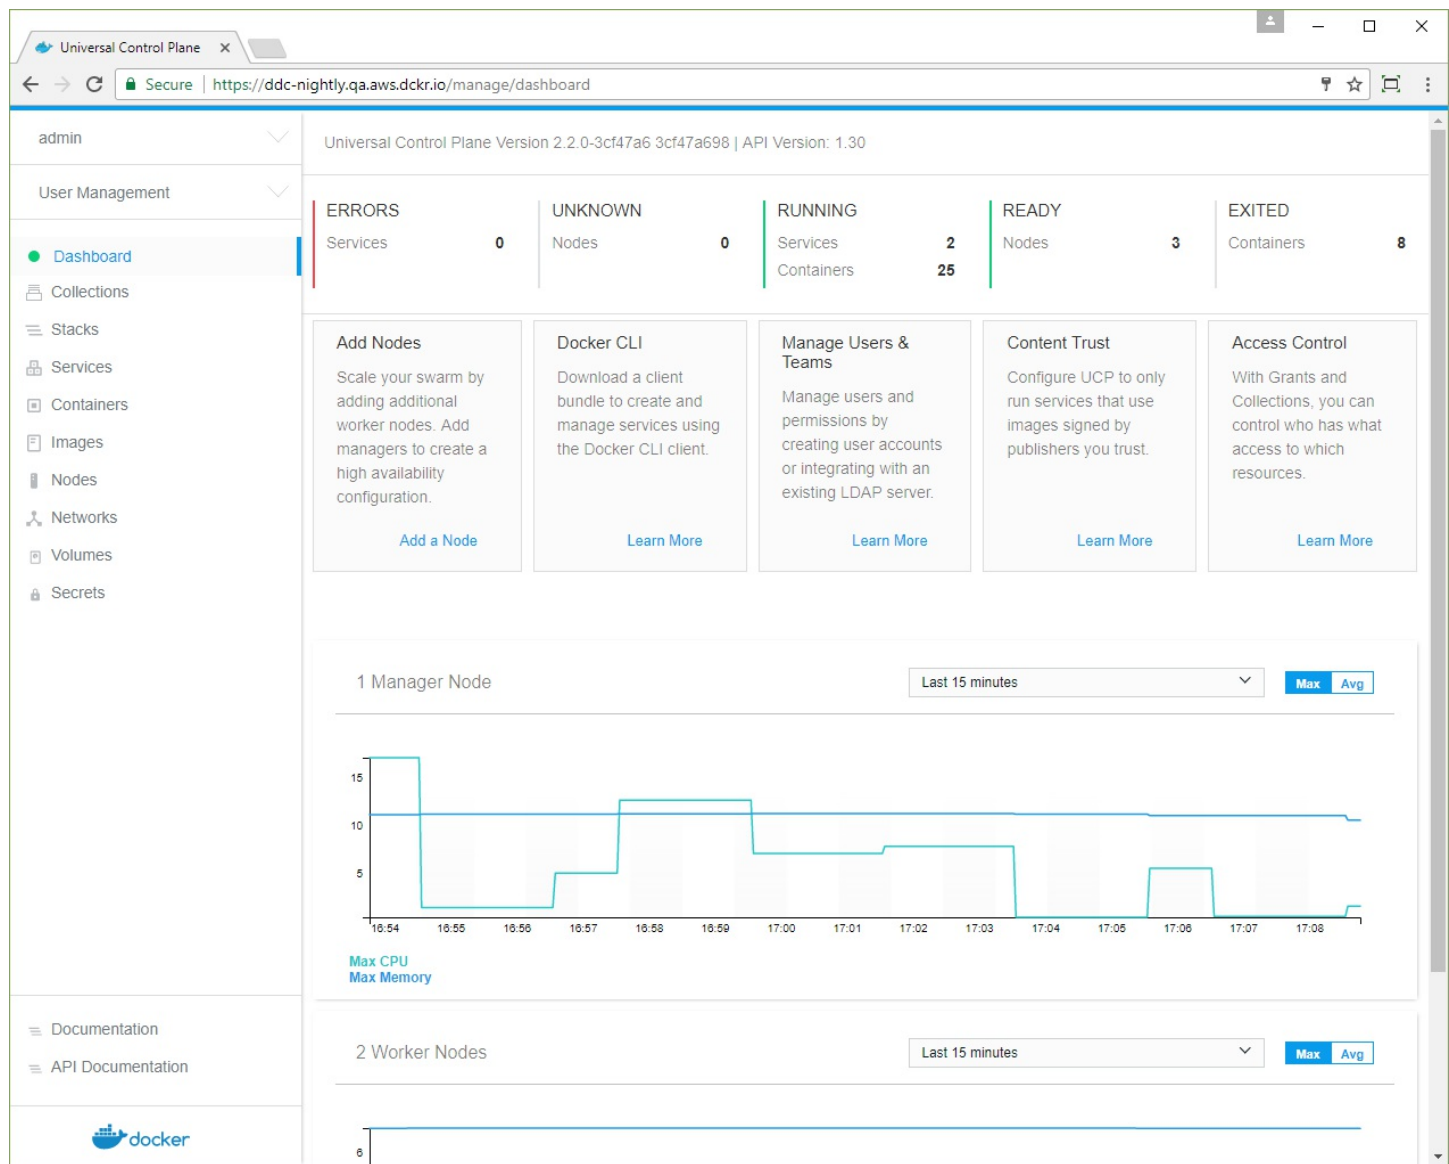 Universal Control Plane
Secure https://ddc-nightly.qa.aws.dckr.io/manage/dashboard
admin
User Management
Dashboard
Collections
Stacks
Services
Containers
Images
Nodes
Networks
Volumes
Secrets
Documentation
API Documentation
docker
Universal Control Plane Version 2.2.0-3cf47a6 3cf47a698 | API Version: 1.30
ERRORS
Services 0
UNKNOWN
Nodes 0
RUNNING
Services 2
Containers 25
READY
Nodes 3
EXITED
Containers 8
Add Nodes
Scale your swarm by
adding additional
worker nodes. Add
managers to create a
high availability
configuration.
Add a Node
Docker CLI
Download a client
bundle to create and
manage services using
the Docker CLI client.
Learn More
Manage Users &
Teams
Manage users and
permissions by
creating user accounts
or integrating with an
existing LDAP server.
Learn More
Content Trust
Configure UCP to only
run services that use
images signed by
publishers you trust.
Learn More
Access Control
With Grants and
Collections, you can
control who has what
access to which
resources.
Learn More
1 Manager Node
Last 15 minutes
Max Avg
15
10
5
16:54 16:55 16:56 16:57 16:58 16:59 17:00 17:01 17:02 17:03 17:04 17:05 17:06 17:07 17:08
Max CPU
Max Memory
2 Worker Nodes
Last 15 minutes
Max Avg
6